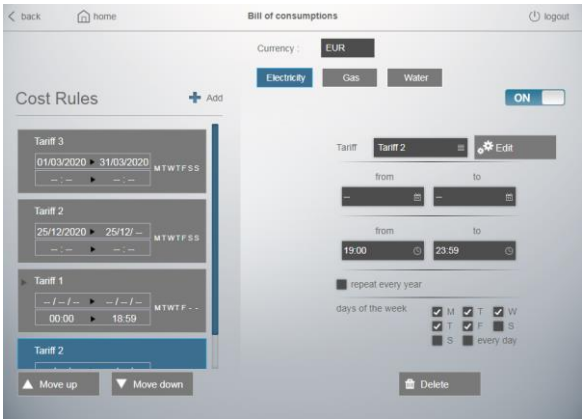 back home Bill of consumptions logout
Currency : EUR
Electricity Gas Water
Cost Rules Add
ON
Tariff 3
01/03/2020 31/03/2020
MTWTFSS
-- : -- -- : --
Tariff 2
25/12/2020 25/12/ --
MTWTFSS
-- : -- -- : --
Tariff 1
-- / -- / -- -- / -- / --
MTWTF--
00:00 18:59
Tariff 2
Move up Move down
Tariff Tariff 2 Edit
from to
-- --
from to
19:00 23:59
repeat every year
days of the week M T W
T F S
S every day
Delete